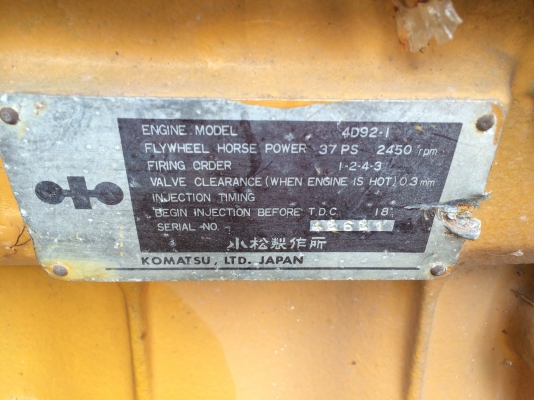 ENGINE MODEL 4D92-1
FLYWHEEL HORSE POWER 37 PS 2450 rpm
FIRING ORDER 1-2-4-3
VALVE CLEARANCE (WHEN ENGINE IS HOT) 0.3 mm
INJECTION TIMING
BEGIN INJECTION BEFORE T.D.C. 18°
SERIAL NO.
小松製作所
KOMATSU, LTD. JAPAN